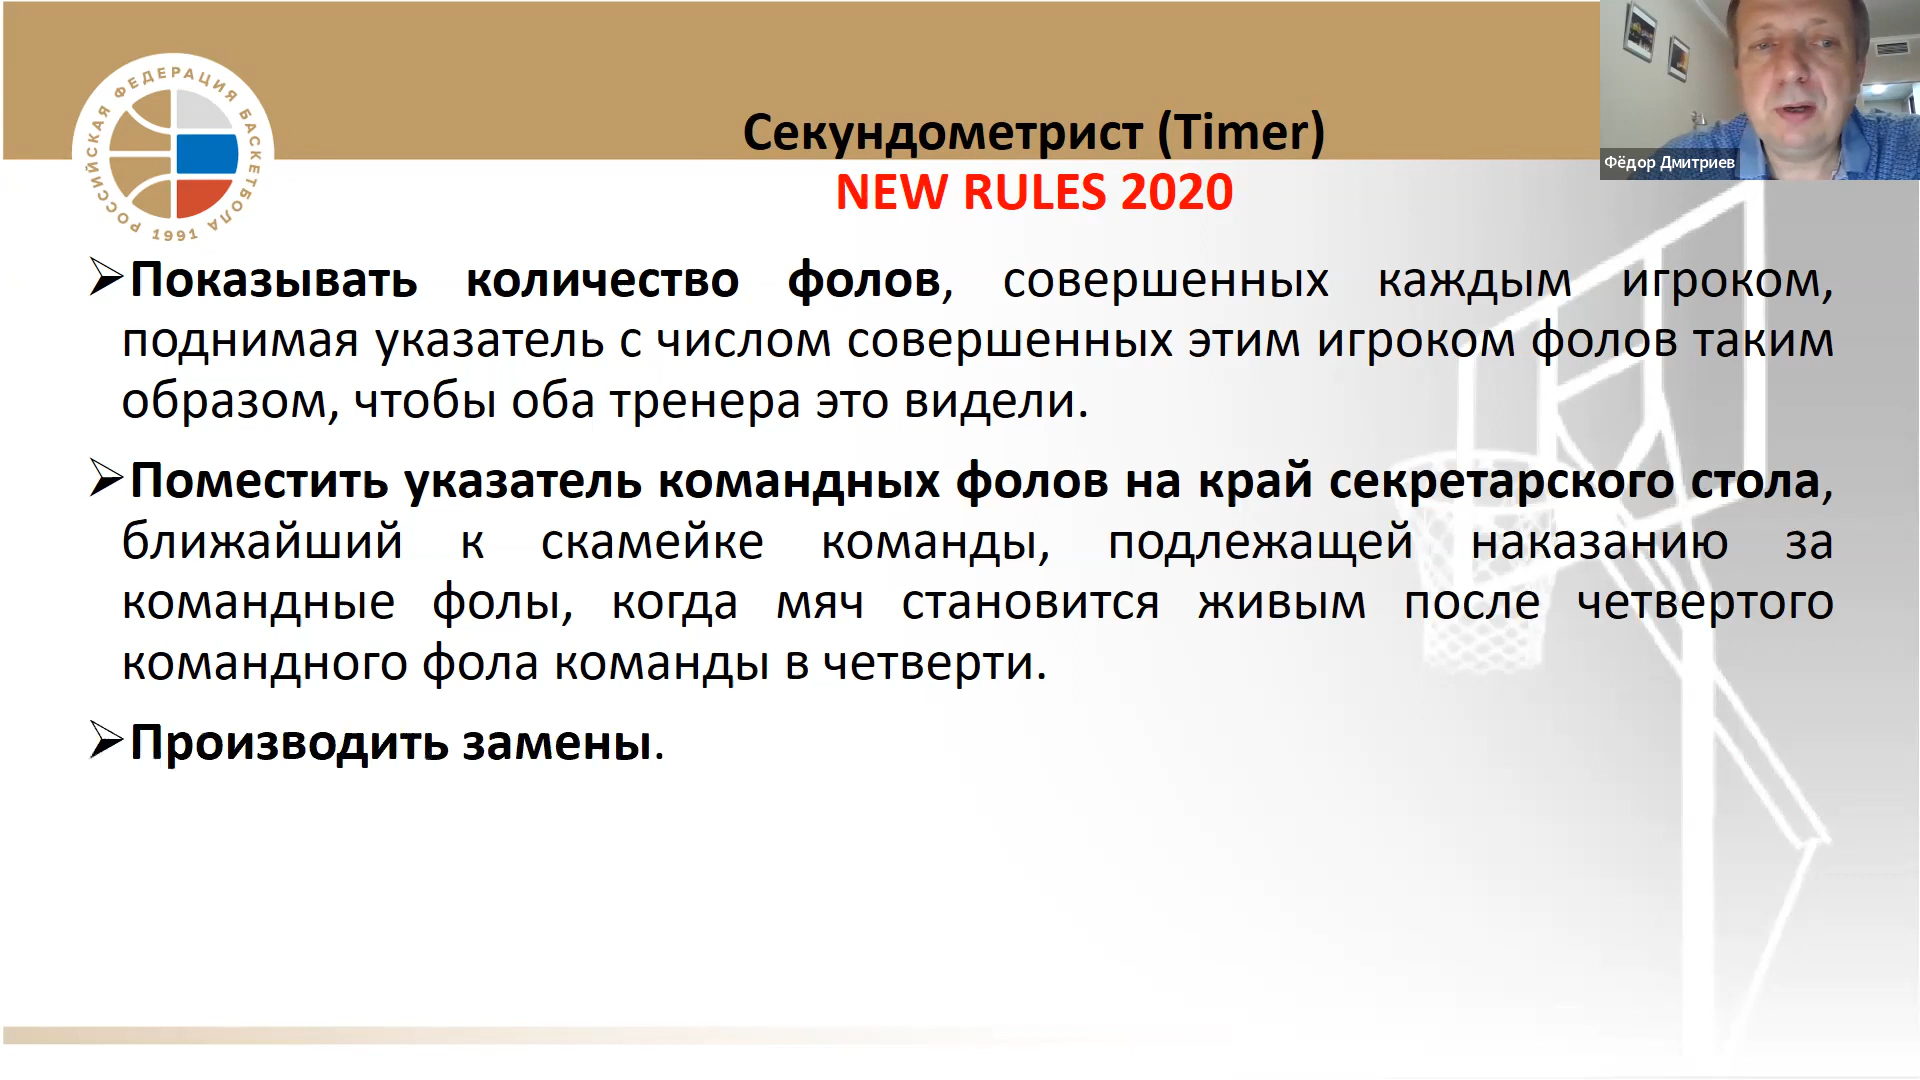 РОССИЙСКАЯ ФЕДЕРАЦИЯ БАСКЕТБОЛА
1991
Секундометрист (Timer)
NEW RULES 2020
Фёдор Дмитриев
➢Показывать количество фолов, совершенных каждым игроком,
поднимая указатель с числом совершенных этим игроком фолов таким
образом, чтобы оба тренера это видели.
➢Поместить указатель командных фолов на край секретарского стола,
ближайший к скамейке команды, подлежащей наказанию за
командные фолы, когда мяч становится живым после четвертого
командного фола команды в четверти.
➢Производить замены.